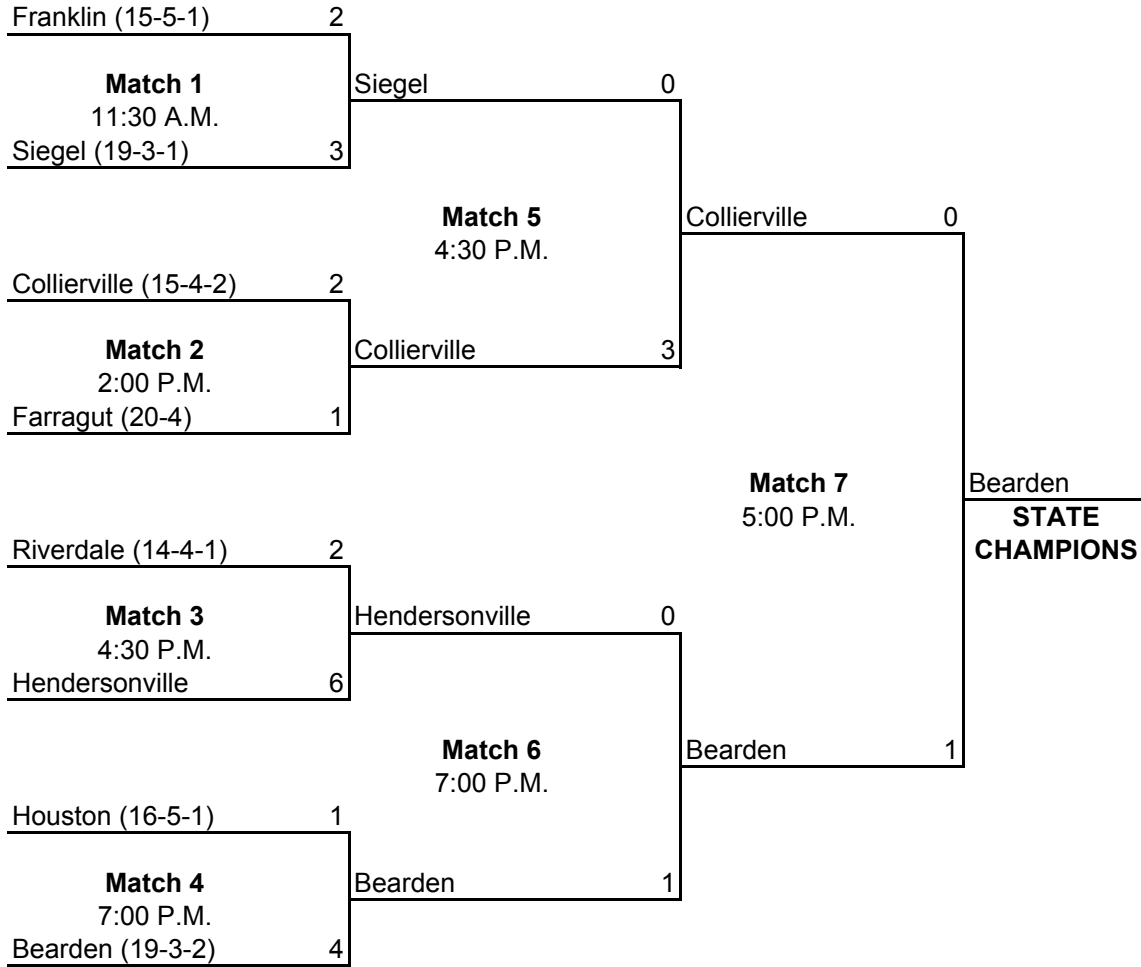 Franklin (15-5-1) 2
Match 1
11:30 A.M.
Siegel (19-3-1) 3
Siegel 0
Match 5
4:30 P.M.
Collierville (15-4-2) 2
Match 2
2:00 P.M.
Farragut (20-4) 1
Collierville 3
Collierville 0
Match 7
5:00 P.M.
Bearden
STATE
CHAMPIONS
Riverdale (14-4-1) 2
Match 3
4:30 P.M.
Hendersonville 6
Hendersonville 0
Match 6
7:00 P.M.
Bearden 1
Houston (16-5-1) 1
Match 4
7:00 P.M.
Bearden (19-3-2) 4
Bearden 1